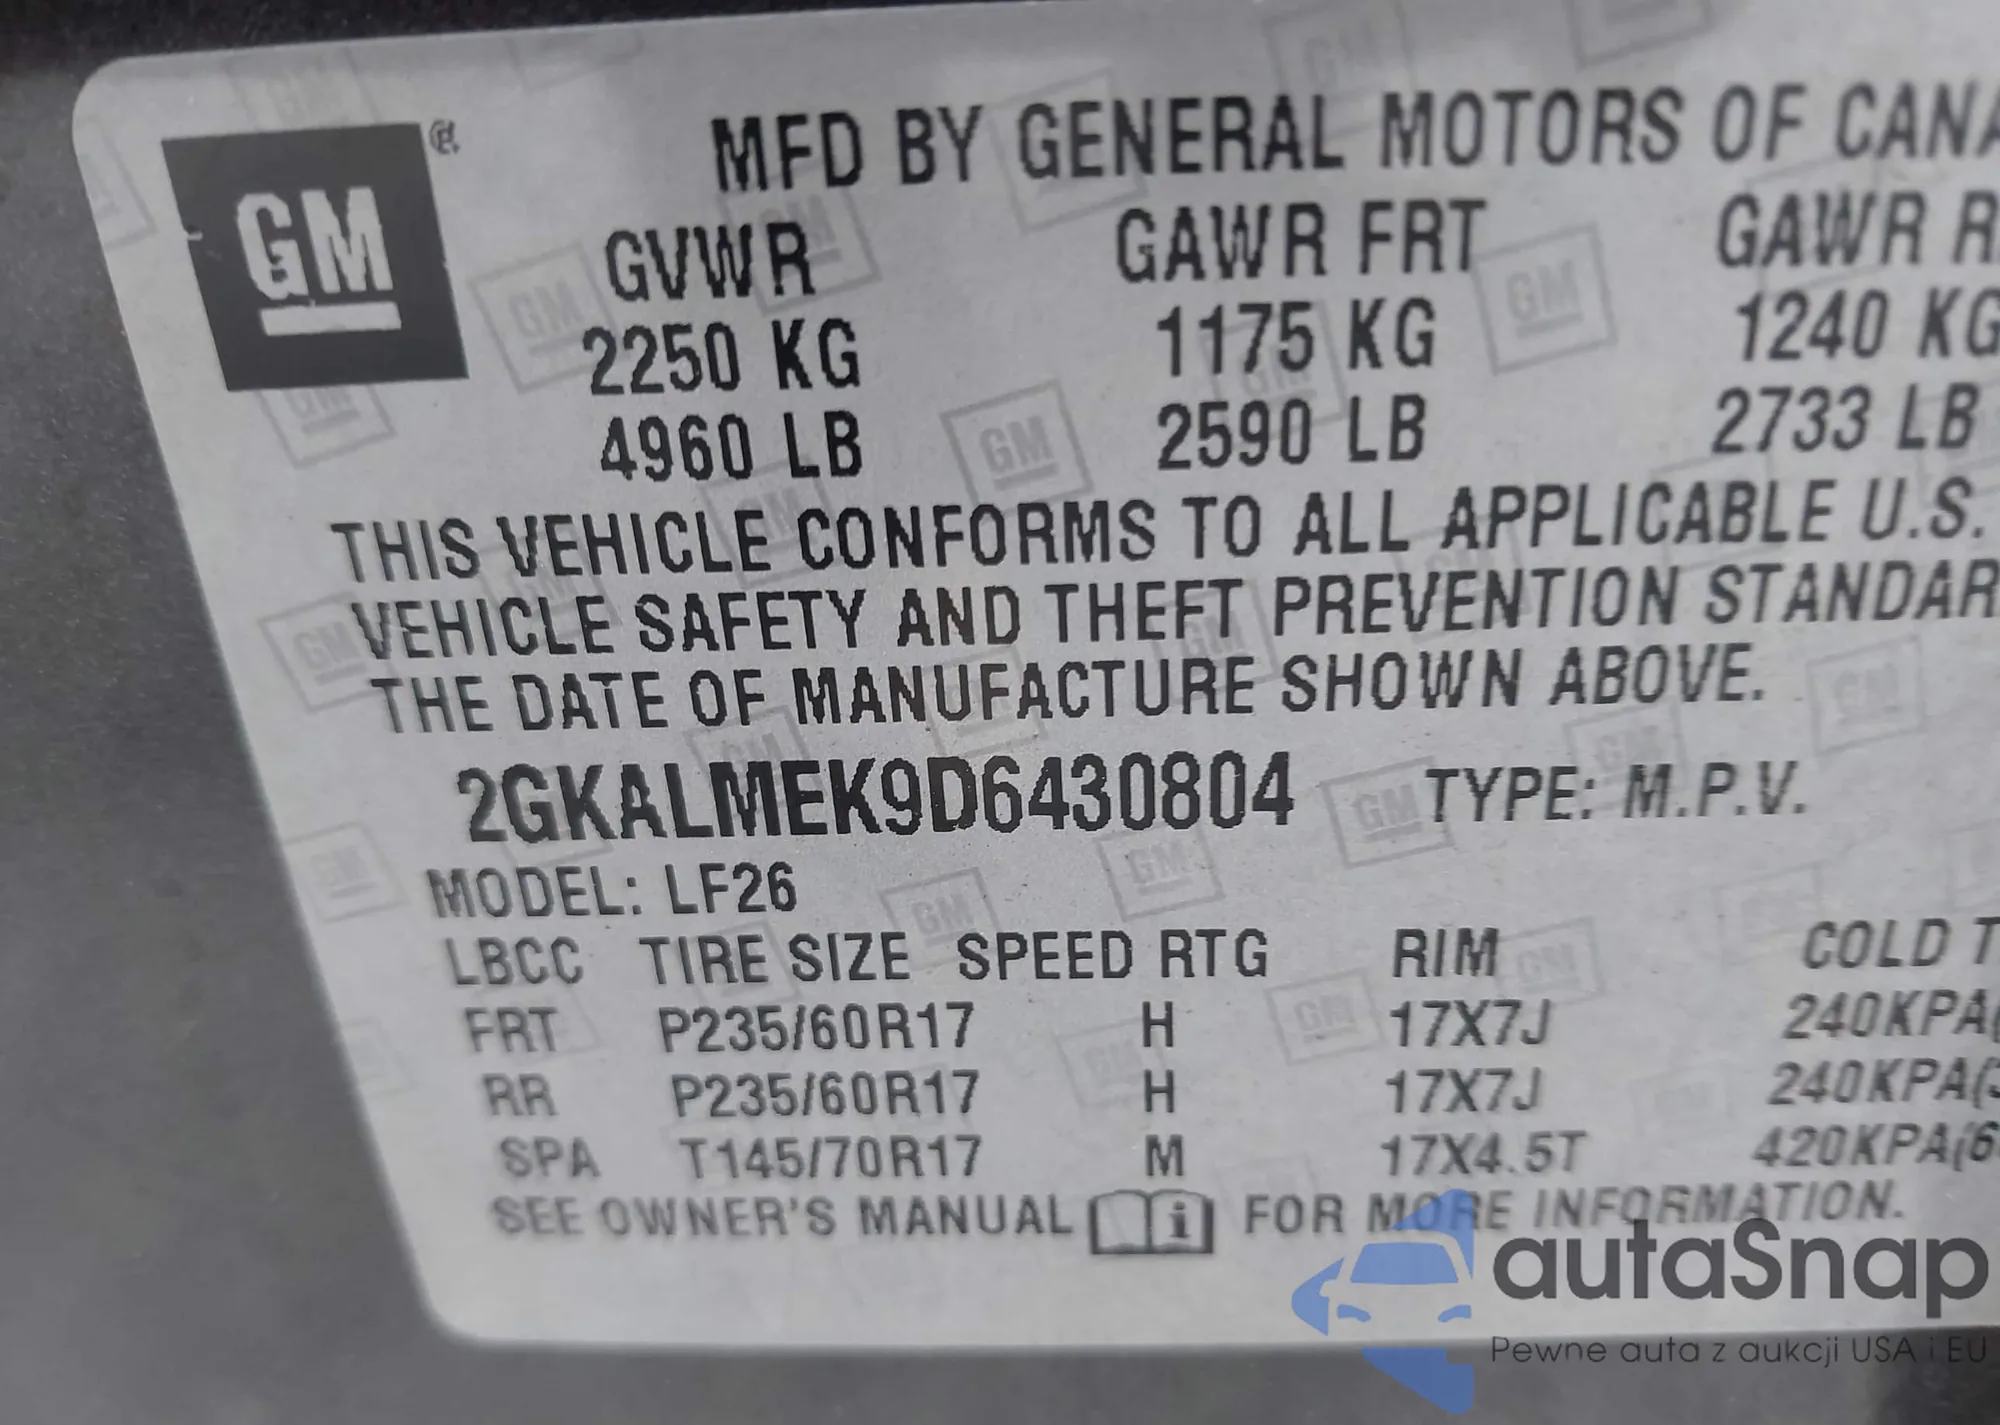 GM
MFD BY GENERAL MOTORS OF CANA
GVWR GAWR FRT GAWR R
2250 KG 1175 KG 1240 KG
4960 LB 2590 LB 2733 LB
THIS VEHICLE CONFORMS TO ALL APPLICABLE U.S.
VEHICLE SAFETY AND THEFT PREVENTION STANDAR
THE DATE OF MANUFACTURE SHOWN ABOVE.
2GKALMEK9D6430804 TYPE: M.P.V.
MODEL: LF26
LBCC TIRE SIZE SPEED RTG RIM COLD T
FRT P235/60R17 H 17X7J 240KPA(
RR P235/60R17 H 17X7J 240KPA(3
SPA T145/70R17 M 17X4.5T 420KPA(6
SEE OWNER'S MANUAL i FOR MORE INFORMATION.
autaSnap
Pewne auta z aukcji USA i EU